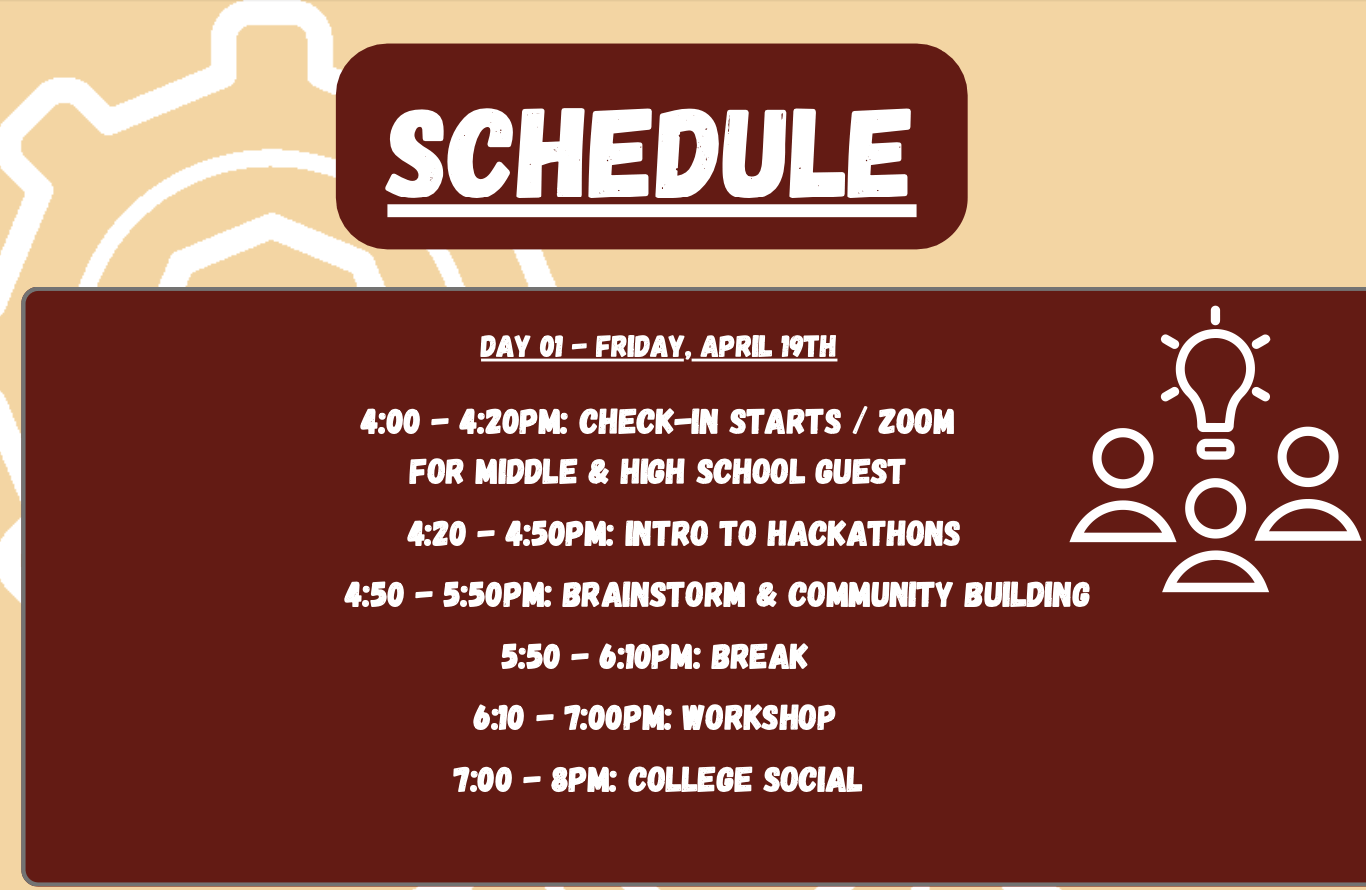 SCHEDULE
DAY 01 - FRIDAY, APRIL 19TH
4:00 - 4:20PM: CHECK-IN STARTS / ZOOM
FOR MIDDLE & HIGH SCHOOL GUEST
4:20 - 4:50PM: INTRO TO HACKATHONS
4:50 - 5:50PM: BRAINSTORM & COMMUNITY BUILDING
5:50 - 6:10PM: BREAK
6:10 - 7:00PM: WORKSHOP
7:00 - 8PM: COLLEGE SOCIAL